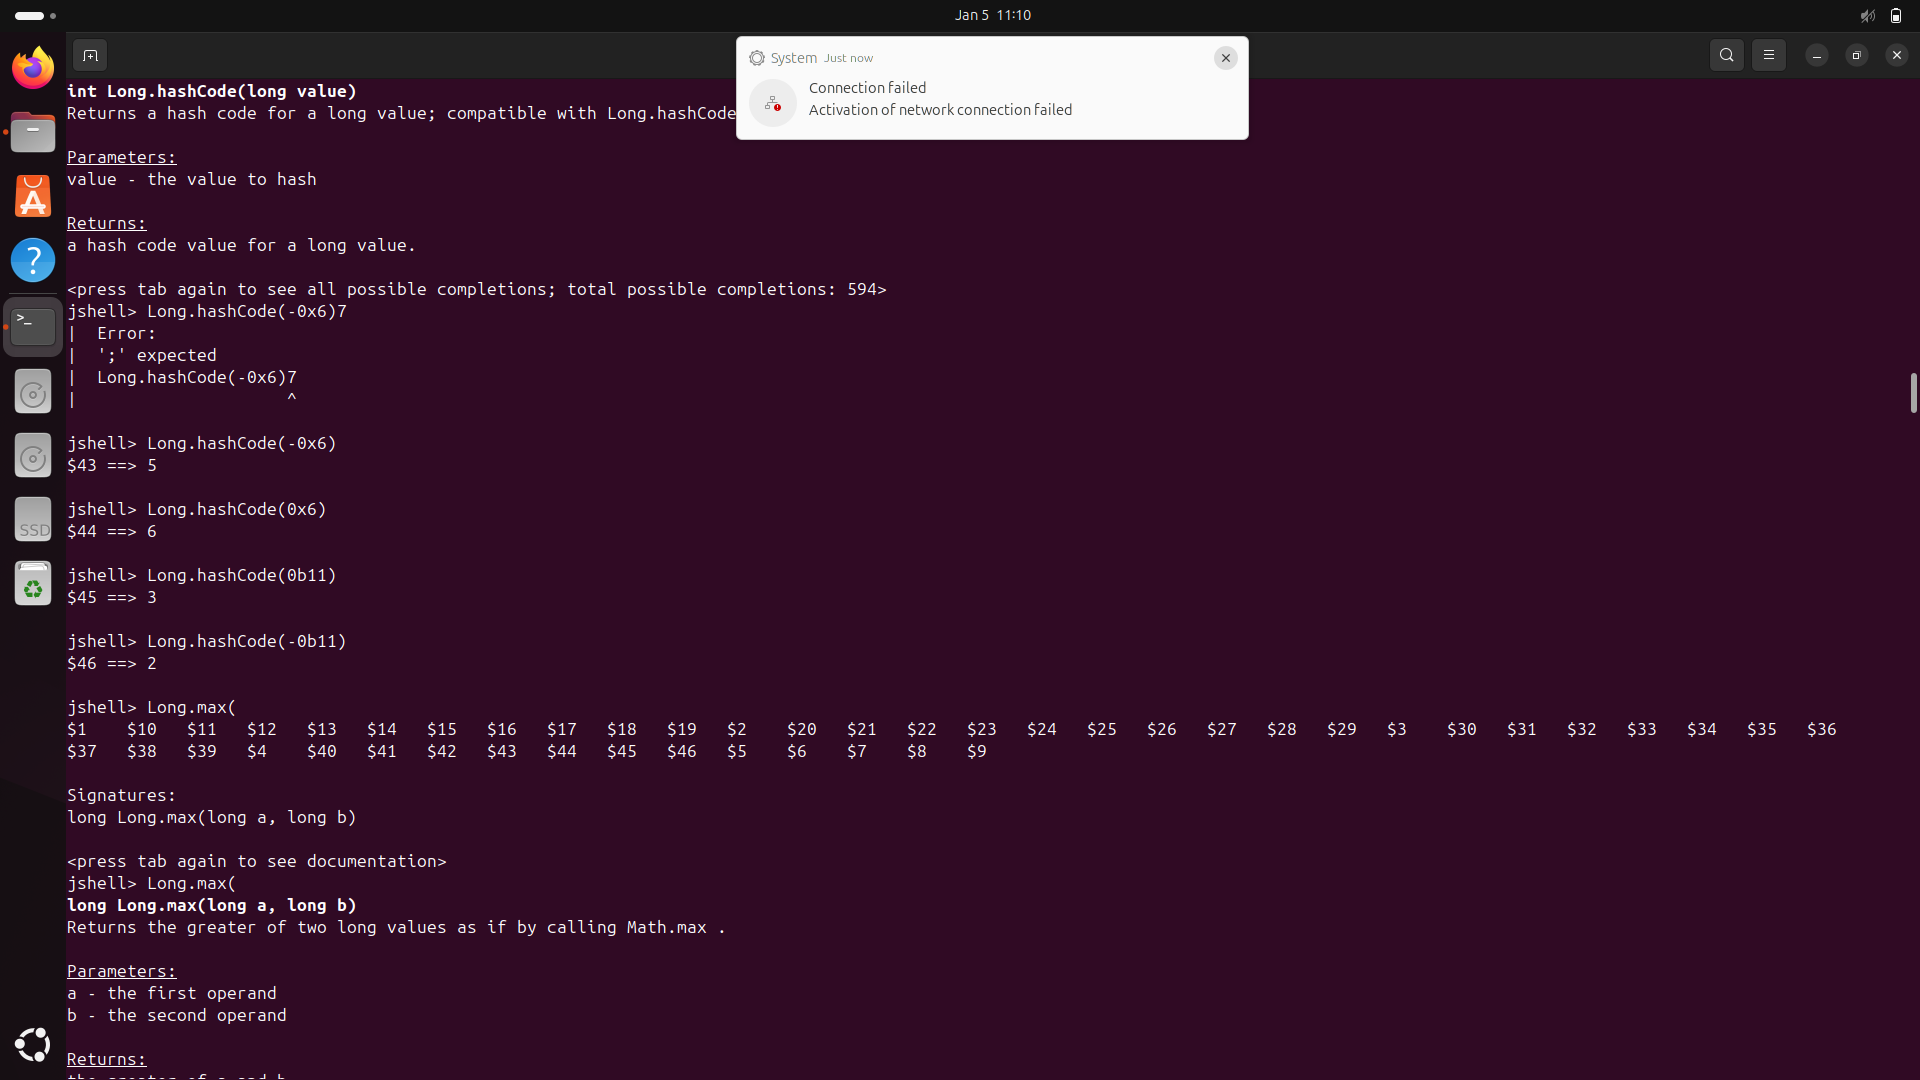 Jan 5 11:10
System Just now
Connection failed
Activation of network connection failed
int Long.hashCode(long value)
Returns a hash code for a long value; compatible with Long.hashCode
Parameters:
value - the value to hash
Returns:
a hash code value for a long value.
<press tab again to see all possible completions; total possible completions: 594>
jshell> Long.hashCode(-0x6)7
|  Error:
|  ';' expected
|  Long.hashCode(-0x6)7
|                     ^
jshell> Long.hashCode(-0x6)
$43 ==> 5
jshell> Long.hashCode(0x6)
$44 ==> 6
jshell> Long.hashCode(0b11)
$45 ==> 3
jshell> Long.hashCode(-0b11)
$46 ==> 2
jshell> Long.max(
$1 $10 $11 $12 $13 $14 $15 $16 $17 $18 $19 $2 $20 $21 $22 $23 $24 $25 $26 $27 $28 $29 $3 $30 $31 $32 $33 $34 $35 $36
$37 $38 $39 $4 $40 $41 $42 $43 $44 $45 $46 $5 $6 $7 $8 $9
Signatures:
long Long.max(long a, long b)
<press tab again to see documentation>
jshell> Long.max(
long Long.max(long a, long b)
Returns the greater of two long values as if by calling Math.max .
Parameters:
a - the first operand
b - the second operand
Returns:
the greater of a and b
SSD